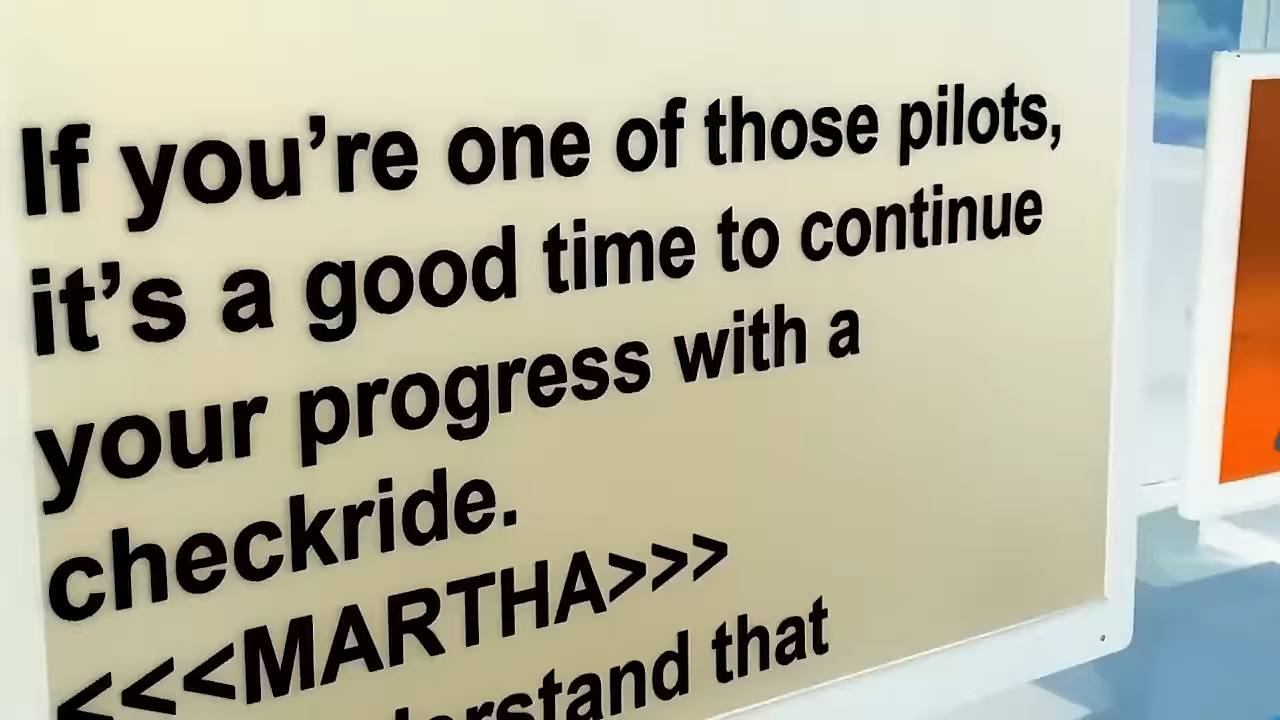 If you’re one of those pilots,
it’s a good time to continue
your progress with a
checkride.
<<<MARTHA>>>
that